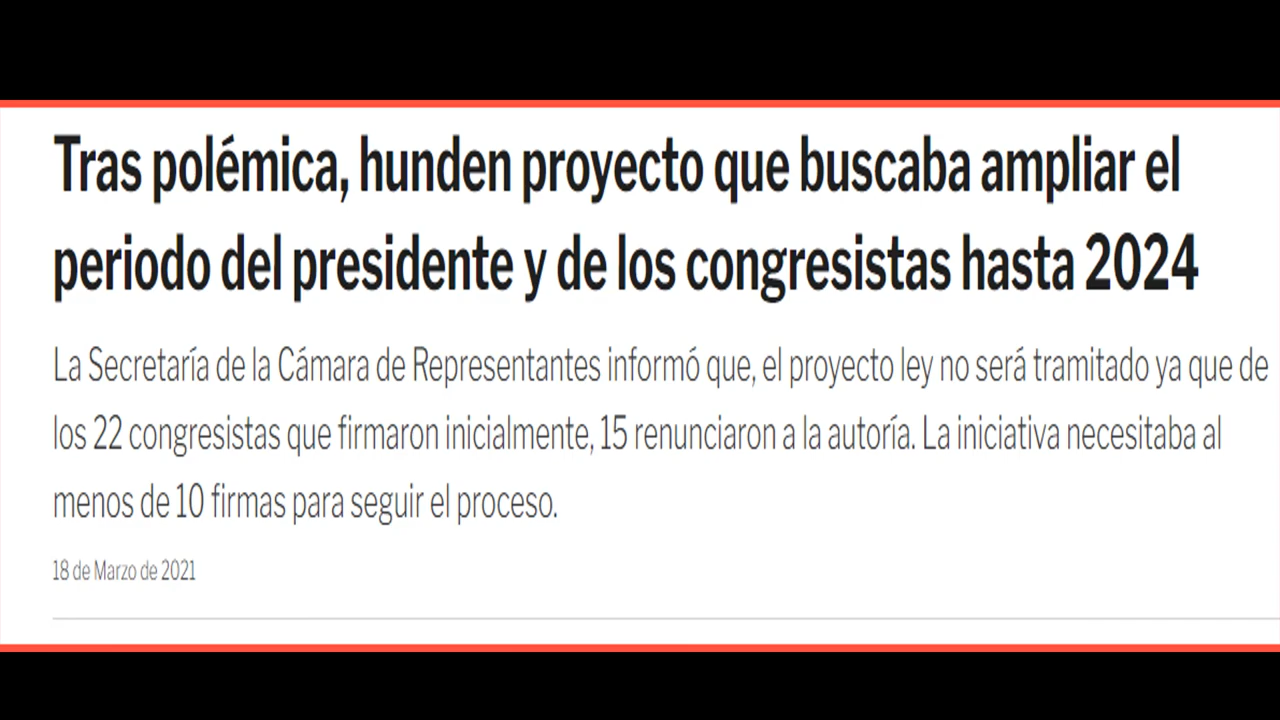 Tras polémica, hunden proyecto que buscaba ampliar el
periodo del presidente y de los congresistas hasta 2024
La Secretaría de la Cámara de Representantes informó que, el proyecto ley no será tramitado ya que de
los 22 congresistas que firmaron inicialmente, 15 renunciaron a la autoría. La iniciativa necesitaba al
menos de 10 firmas para seguir el proceso.
18 de Marzo de 2021